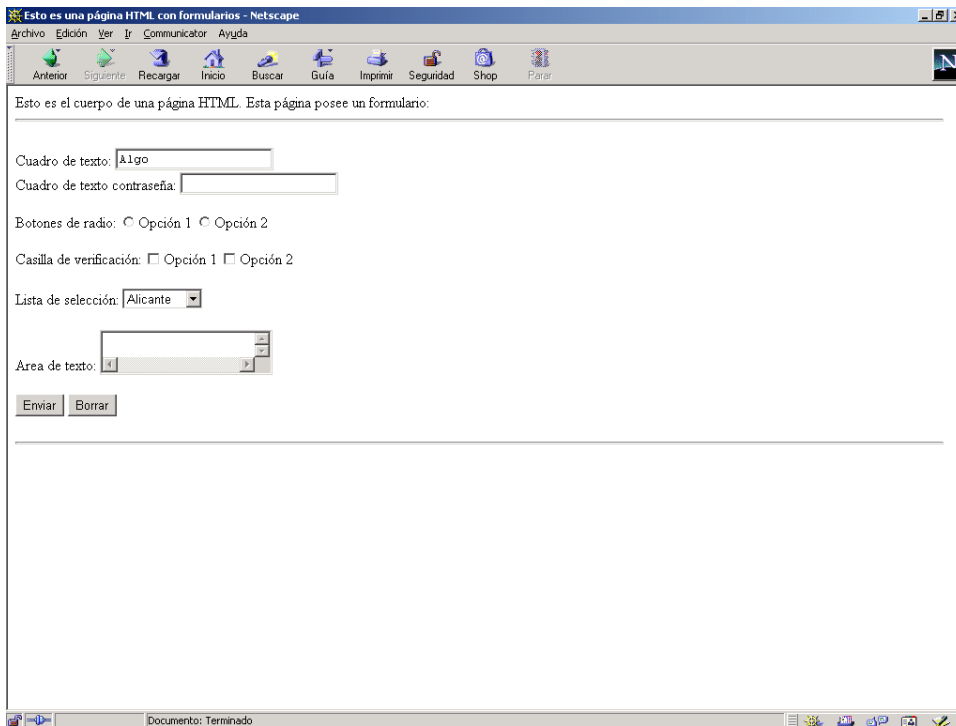 Esto es una página HTML con formularios - Netscape
Archivo Edición Ver Ir Communicator Ayuda
Anterior Siguiente Recargar Inicio Buscar Guía Imprimir Seguridad Shop Parar
N
Esto es el cuerpo de una página HTML. Esta página posee un formulario:
Cuadro de texto: Algo
Cuadro de texto contraseña:
Botones de radio: Opción 1 Opción 2
Casilla de verificación: Opción 1 Opción 2
Lista de selección: Alicante
Area de texto:
Enviar Borrar
Documento: Terminado